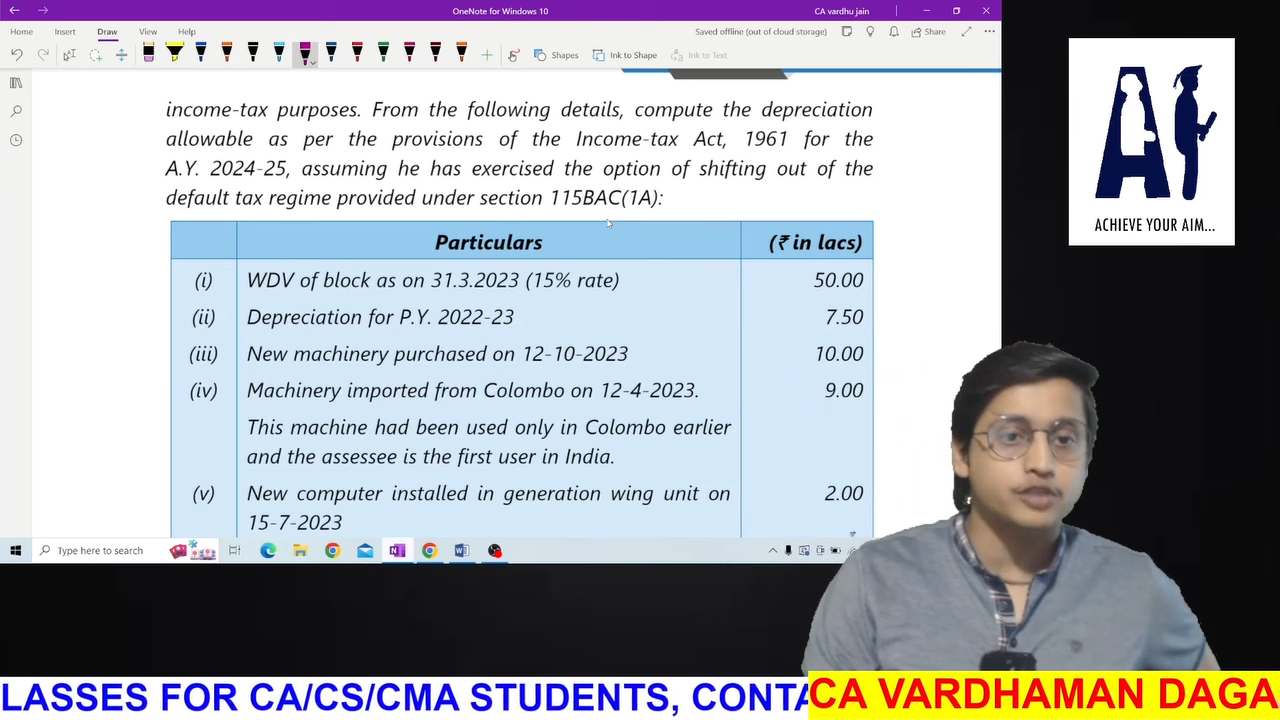 OneNote for Windows 10
CA vardhu jain
Home
Insert
Draw
View
Help
Saved offline (out of cloud storage)
Share
Shapes
Ink to Shape
Ink to Text
income-tax purposes. From the following details, compute the depreciation
allowable as per the provisions of the Income-tax Act, 1961 for the
A.Y. 2024-25, assuming he has exercised the option of shifting out of the
default tax regime provided under section 115BAC(1A):
Particulars (₹ in lacs)
(i) WDV of block as on 31.3.2023 (15% rate) 50.00
(ii) Depreciation for P.Y. 2022-23 7.50
(iii) New machinery purchased on 12-10-2023 10.00
(iv) Machinery imported from Colombo on 12-4-2023. 9.00
This machine had been used only in Colombo earlier
and the assessee is the first user in India.
(v) New computer installed in generation wing unit on 2.00
15-7-2023
Type here to search
ACHIEVE YOUR AIM...
LASSES FOR CA/CS/CMA STUDENTS, CONTA
CA VARDHAMAN DAGA